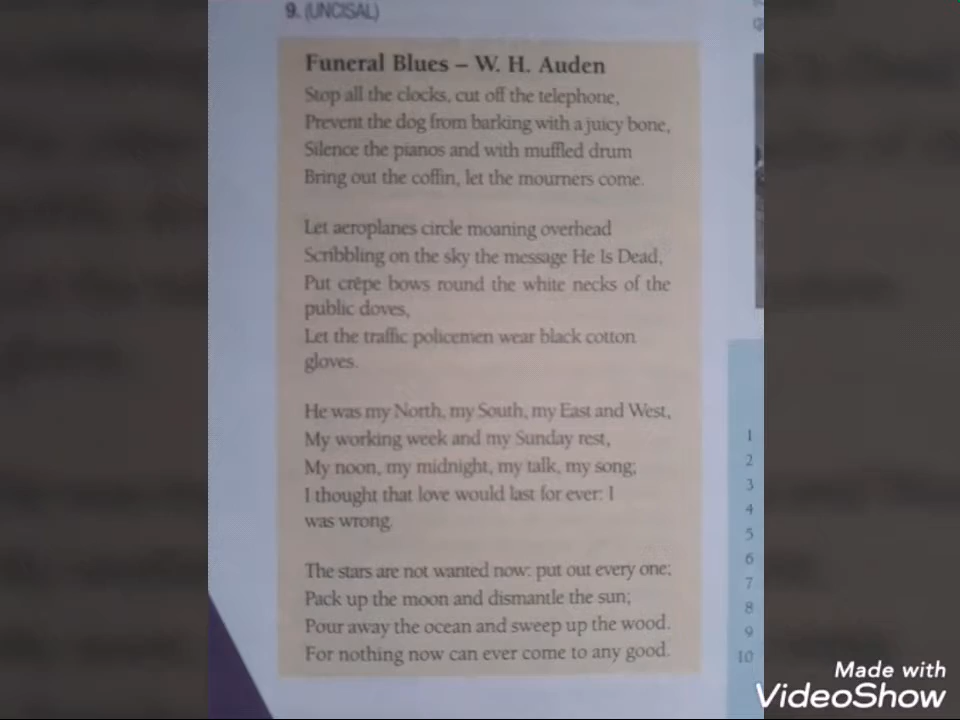 9. (UNCISAL)
Funeral Blues – W. H. Auden
Stop all the clocks, cut off the telephone,
Prevent the dog from barking with a juicy bone,
Silence the pianos and with muffled drum
Bring out the coffin, let the mourners come.
Let aeroplanes circle moaning overhead
Scribbling on the sky the message He Is Dead,
Put crêpe bows round the white necks of the
public doves,
Let the traffic policemen wear black cotton
gloves.
He was my North, my South, my East and West,
My working week and my Sunday rest,
My noon, my midnight, my talk, my song;
I thought that love would last for ever: I
was wrong.
The stars are not wanted now: put out every one;
Pack up the moon and dismantle the sun;
Pour away the ocean and sweep up the wood.
For nothing now can ever come to any good.
1
2
3
4
5
6
7
8
9
10
Made with
VideoShow